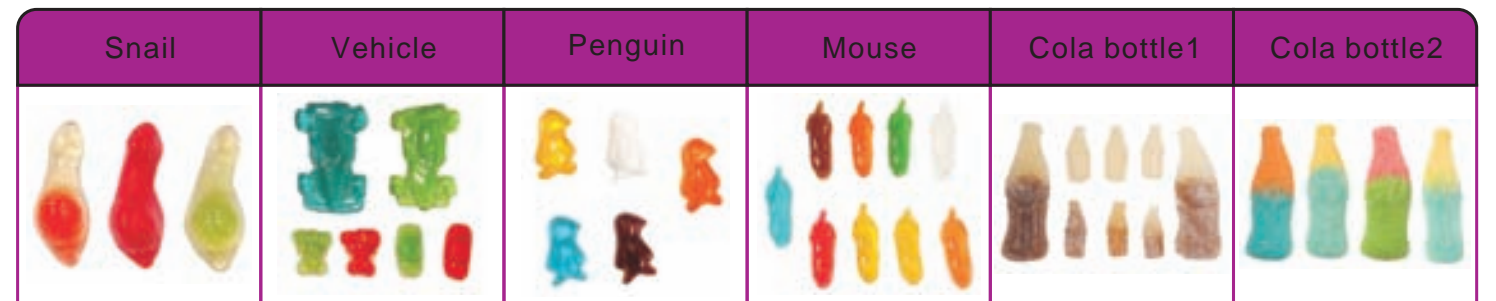 Snail
Vehicle
Penguin
Mouse
Cola bottle1
Cola bottle2